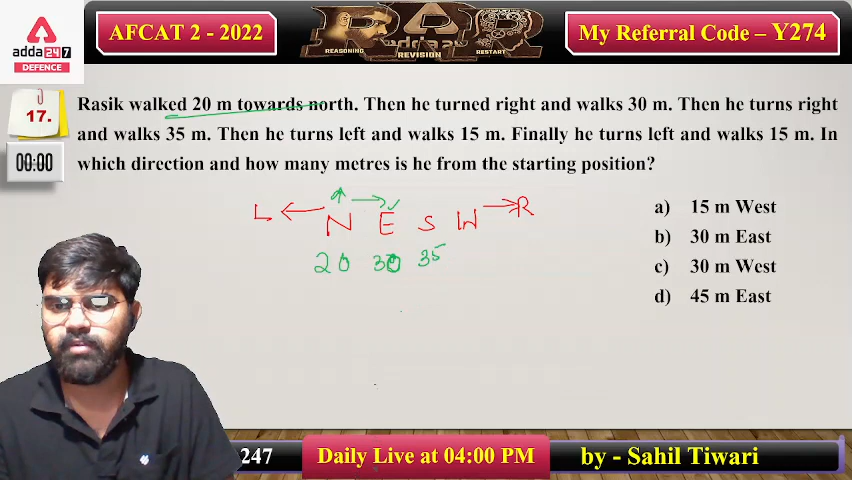 adda247
DEFENCE
AFCAT 2 - 2022
REASONING
adda247
REVISION
RESTART
My Referral Code – Y274
17.
00:00
Rasik walked 20 m towards north. Then he turned right and walks 30 m. Then he turns right
and walks 35 m. Then he turns left and walks 15 m. Finally he turns left and walks 15 m. In
which direction and how many metres is he from the starting position?
L N E S W R
20 30 35
a) 15 m West
b) 30 m East
c) 30 m West
d) 45 m East
247
Daily Live at 04:00 PM
by - Sahil Tiwari